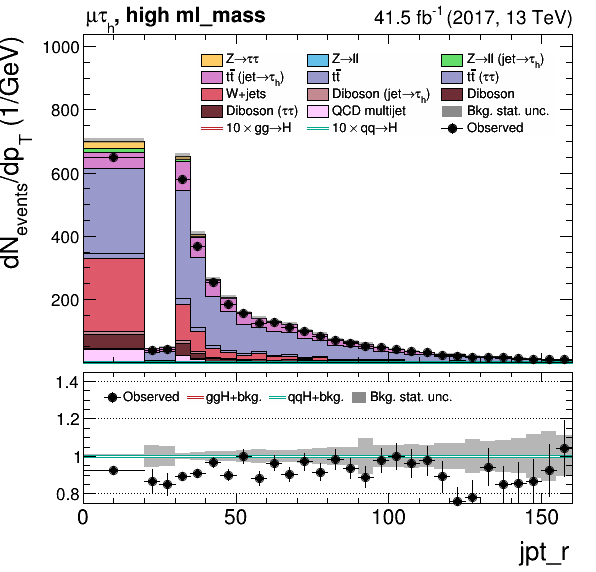 μτh, high ml_mass 41.5 fb⁻¹ (2017, 13 TeV)
dN_events/dp_T (1/GeV)
1000
800
600
400
200
Z→ττ Z→ll Z→ll (jet→τh)
tt̄ (jet→τh) tt̄ tt̄ (ττ)
W+jets Diboson (jet→τh) Diboson
Diboson (ττ) QCD multijet Bkg. stat. unc.
10 × gg→H 10 × qq→H Observed
1.4
1.2
1
0.8
Observed ggH+bkg. qqH+bkg. Bkg. stat. unc.
0 50 100 150
jpt_r